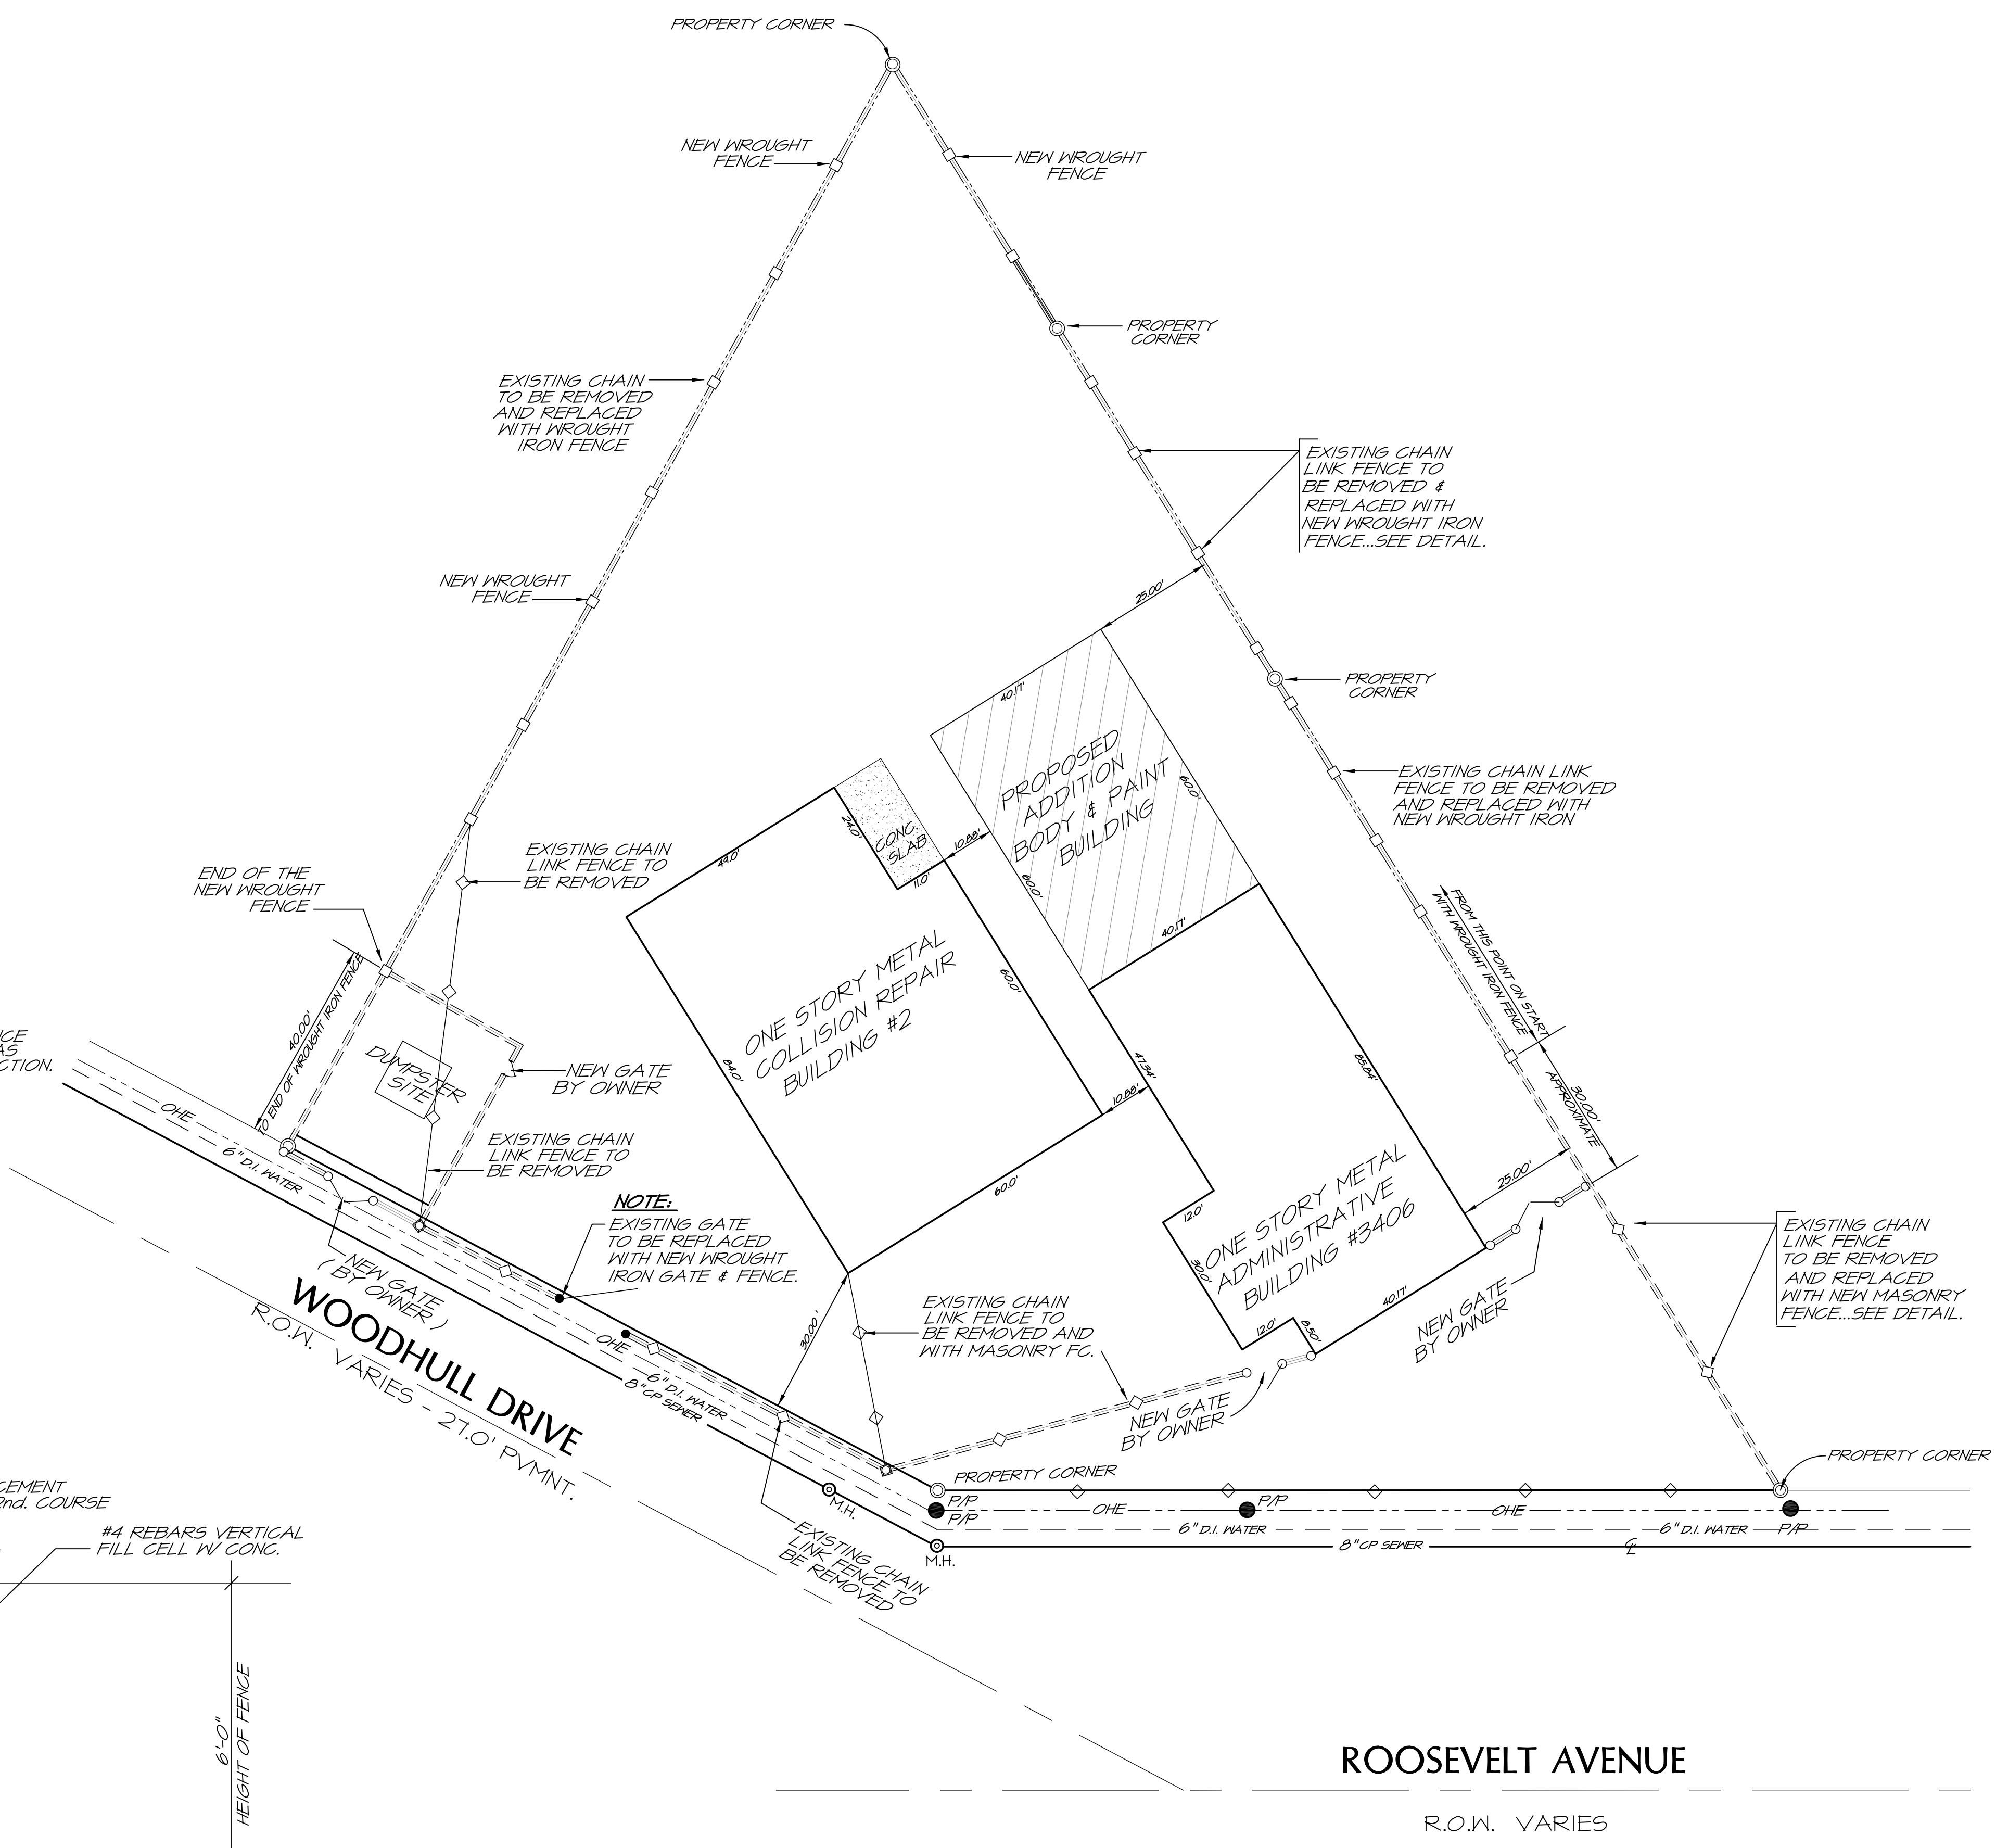 PROPERTY CORNER
NEW WROUGHT
FENCE
NEW WROUGHT
FENCE
PROPERTY
CORNER
EXISTING CHAIN
TO BE REMOVED
AND REPLACED
WITH WROUGHT
IRON FENCE
EXISTING CHAIN
LINK FENCE TO
BE REMOVED &
REPLACED WITH
NEW WROUGHT IRON
FENCE...SEE DETAIL.
NEW WROUGHT
FENCE
25.00'
PROPERTY
CORNER
40.17'
PROPOSED
ADDITION
BODY & PAINT
BUILDING
60.0'
60.0'
40.17'
EXISTING CHAIN LINK
FENCE TO BE REMOVED
AND REPLACED WITH
NEW WROUGHT IRON
24.0'
CONC.
SLAB
11.0'
10.88'
49.0'
EXISTING CHAIN
LINK FENCE TO
BE REMOVED
END OF THE
NEW WROUGHT
FENCE
FROM THIS POINT ON START
WITH WROUGHT IRON FENCE
ONE STORY METAL
COLLISION REPAIR
BUILDING #2
60.0'
84.0'
60.0'
10.88'
47.34'
85.84'
40.00'
TO END OF WROUGHT IRON FENCE
DUMPSTER
SITE
NEW GATE
BY OWNER
30.00'
APPROXIMATE
NCE
AS
CTION.
OHE
6" D.I. WATER
EXISTING CHAIN
LINK FENCE TO
BE REMOVED
NOTE:
EXISTING GATE
TO BE REPLACED
WITH NEW WROUGHT
IRON GATE & FENCE.
12.0'
30.0'
ONE STORY METAL
ADMINISTRATIVE
BUILDING #3406
25.00'
12.0'
8.50'
40.17'
NEW GATE
BY OWNER
EXISTING CHAIN
LINK FENCE
TO BE REMOVED
AND REPLACED
WITH NEW MASONRY
FENCE...SEE DETAIL.
NEW GATE
( BY OWNER )
WOODHULL DRIVE
R.O.W. VARIES - 27.0' PVMNT.
30.00'
EXISTING CHAIN
LINK FENCE TO
BE REMOVED AND
WITH MASONRY FC.
NEW GATE
BY OWNER
OHE
6" D.I. WATER
8" CP SEWER
PROPERTY CORNER
PROPERTY CORNER
M.H.
P/P
P/P
OHE
P/P
OHE
6" D.I. WATER
6" D.I. WATER
P/P
M.H.
8" CP SEWER
EXISTING CHAIN
LINK FENCE TO
BE REMOVED
CEMENT
2nd. COURSE
#4 REBARS VERTICAL
FILL CELL W/ CONC.
6'-0"
HEIGHT OF FENCE
ROOSEVELT AVENUE
R.O.W. VARIES